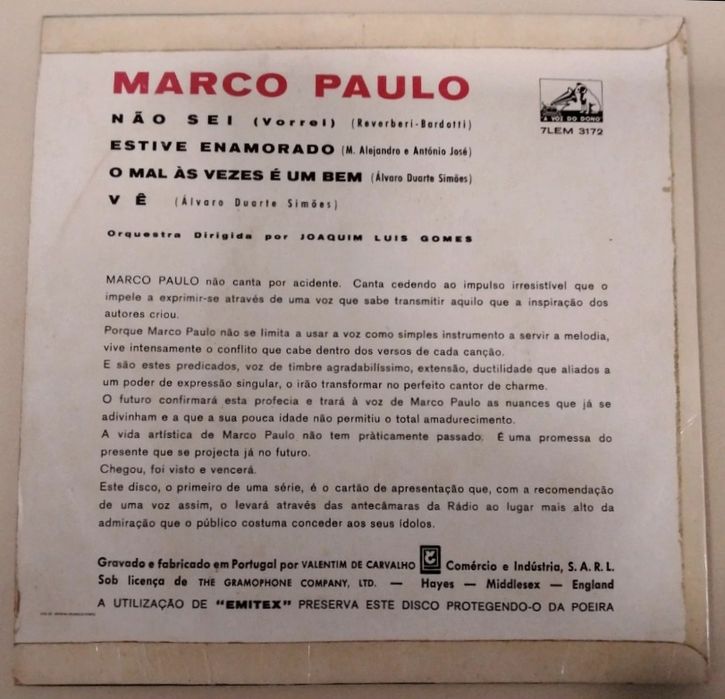 MARCO PAULO
NÃO SEI (Vorrei) (Reverberi-Bardotti)
ESTIVE ENAMORADO (M. Alejandro e António José)
O MAL ÀS VEZES É UM BEM (Álvaro Duarte Simões)
VÊ (Álvaro Duarte Simões)
Orquestra Dirigida por JOAQUIM LUIS GOMES
A VOZ DO DONO
7LEM 3172
MARCO PAULO não canta por acidente. Canta cedendo ao impulso irresistível que o
impele a exprimir-se através de uma voz que sabe transmitir aquilo que a inspiração dos
autores criou.
Porque Marco Paulo não se limita a usar a voz como simples instrumento a servir a melodia,
vive intensamente o conflito que cabe dentro dos versos de cada canção.
E são estes predicados, voz de timbre agradabilíssimo, extensão, ductilidade que aliados a
um poder de expressão singular, o irão transformar no perfeito cantor de charme.
O futuro confirmará esta profecia e trará à voz de Marco Paulo as nuances que já se
adivinham e a que a sua pouca idade não permitiu o total amadurecimento.
A vida artística de Marco Paulo não tem pràticamente passado. É uma promessa do
presente que se projecta já no futuro.
Chegou, foi visto e vencerá.
Este disco, o primeiro de uma série, é o cartão de apresentação que, com a recomendação
de uma voz assim, o levará através das antecâmaras da Rádio ao lugar mais alto da
admiração que o público costuma conceder aos seus ídolos.
Gravado e fabricado em Portugal por VALENTIM DE CARVALHO Comércio e Indústria, S. A. R. L.
Sob licença de THE GRAMOPHONE COMPANY, LTD. — Hayes — Middlesex — England
A UTILIZAÇÃO DE "EMITEX" PRESERVA ESTE DISCO PROTEGENDO-O DA POEIRA